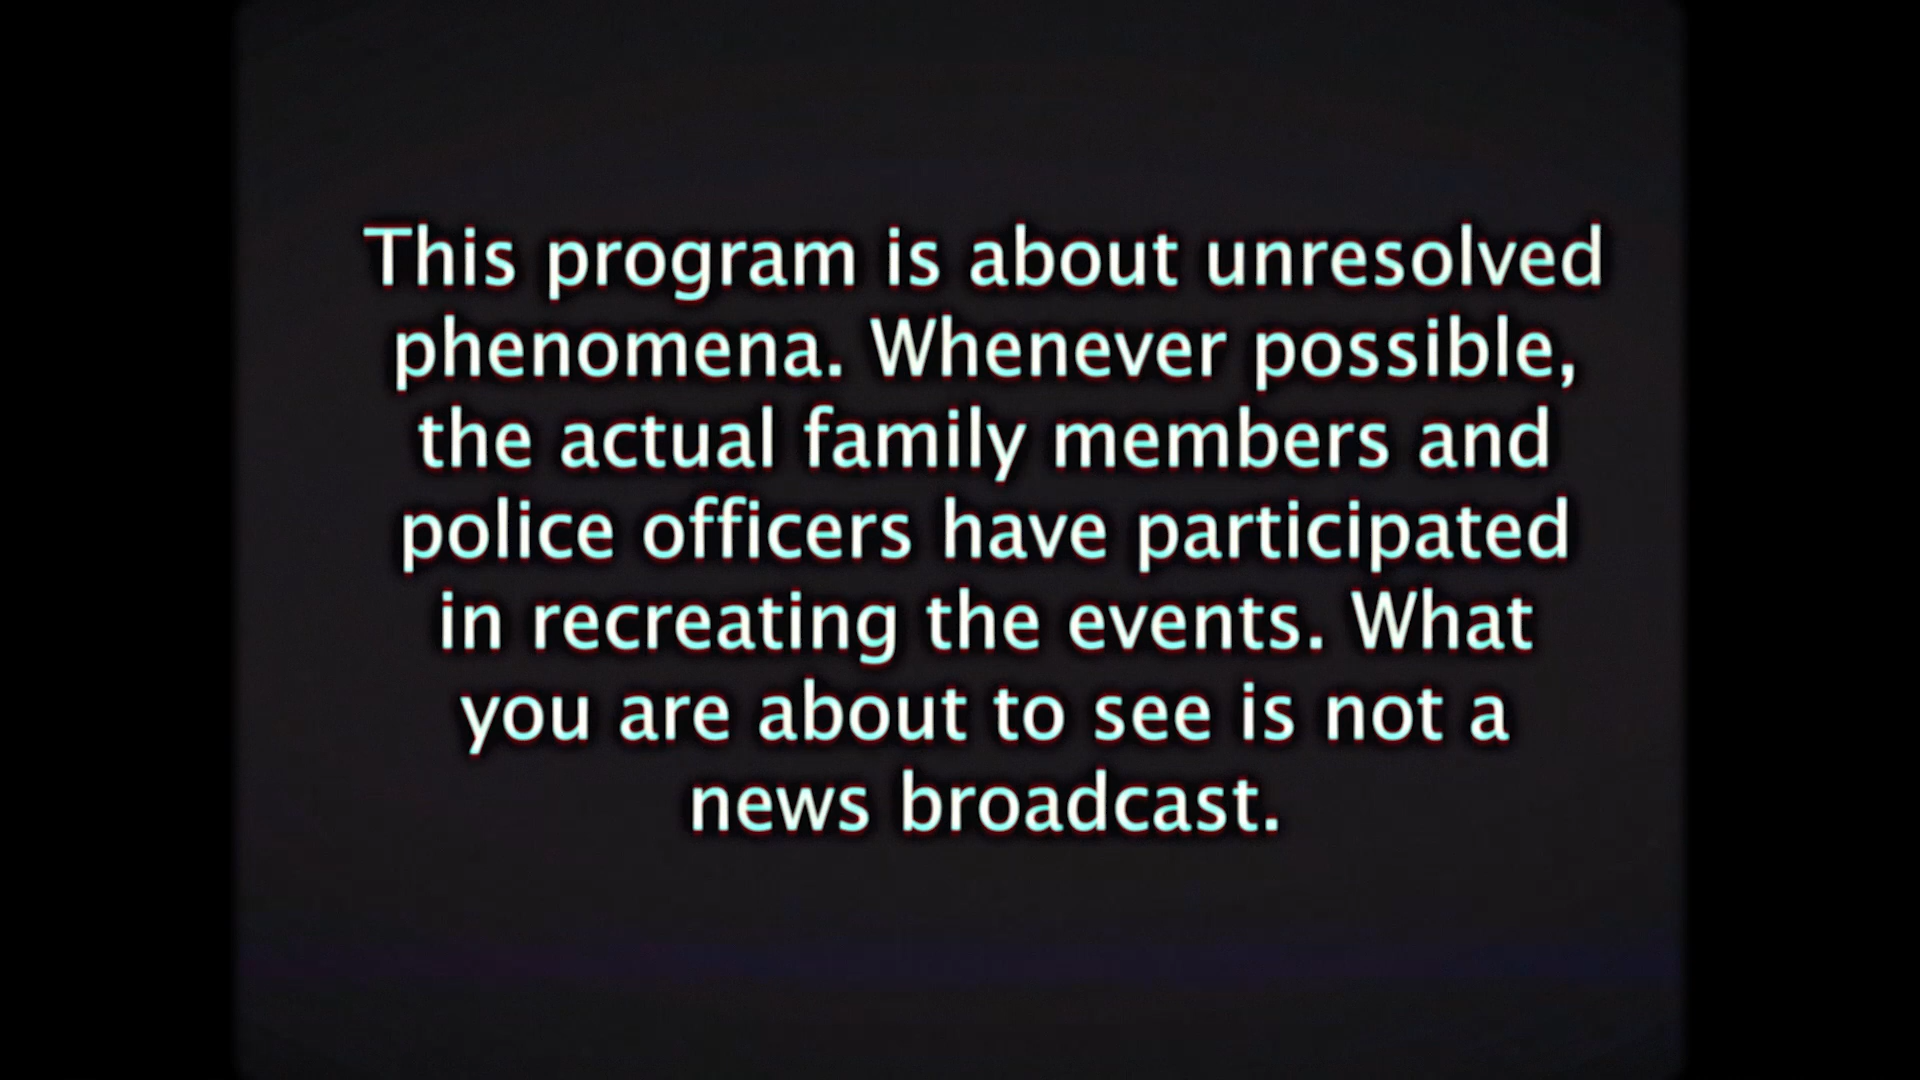 This program is about unresolved
phenomena. Whenever possible,
the actual family members and
police officers have participated
in recreating the events. What
you are about to see is not a
news broadcast.